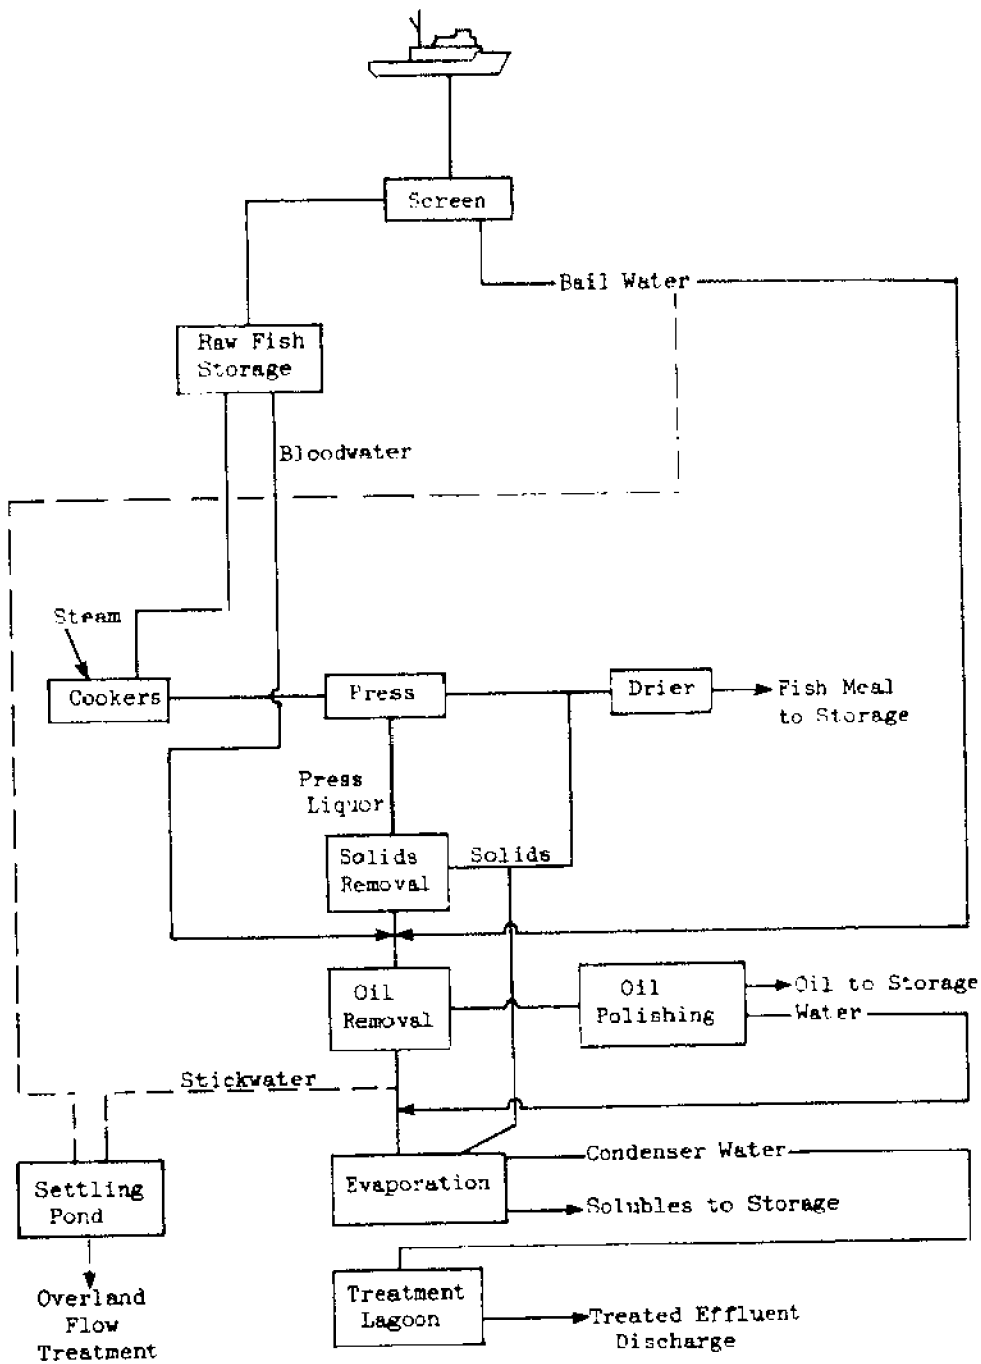 Screen
Bail Water
Raw Fish
Storage
Bloodwater
Steam
Cookers
Press
Drier
Fish Meal
to Storage
Press
Liquor
Solids
Removal
Solids
Oil
Removal
Oil
Polishing
Oil to Storage
Water
Stickwater
Settling
Pond
Evaporation
Condenser Water
Solubles to Storage
Overland
Flow
Treatment
Treatment
Lagoon
Treated Effluent
Discharge